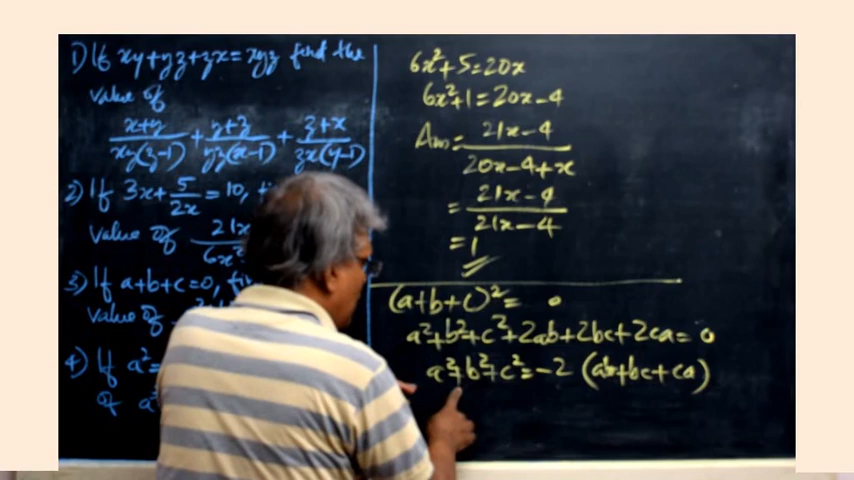 1) If xy+yz+zx=xyz find the
value of
x+y/xy(z-1) + y+z/yz(x-1) + z+x/zx(y-1)
2) If 3x+5/2x=10,
value of 21x/6x²
3) If a+b+c=0,
value of
4) If a²=
of a
6x²+5=20x
6x²+1=20x-4
Ans= 21x-4/20x-4+x
= 21x-4/21x-4
=1
(a+b+c)²= 0
a²+b²+c²+2ab+2bc+2ca=0
a²+b²+c²=-2 (ab+bc+ca)